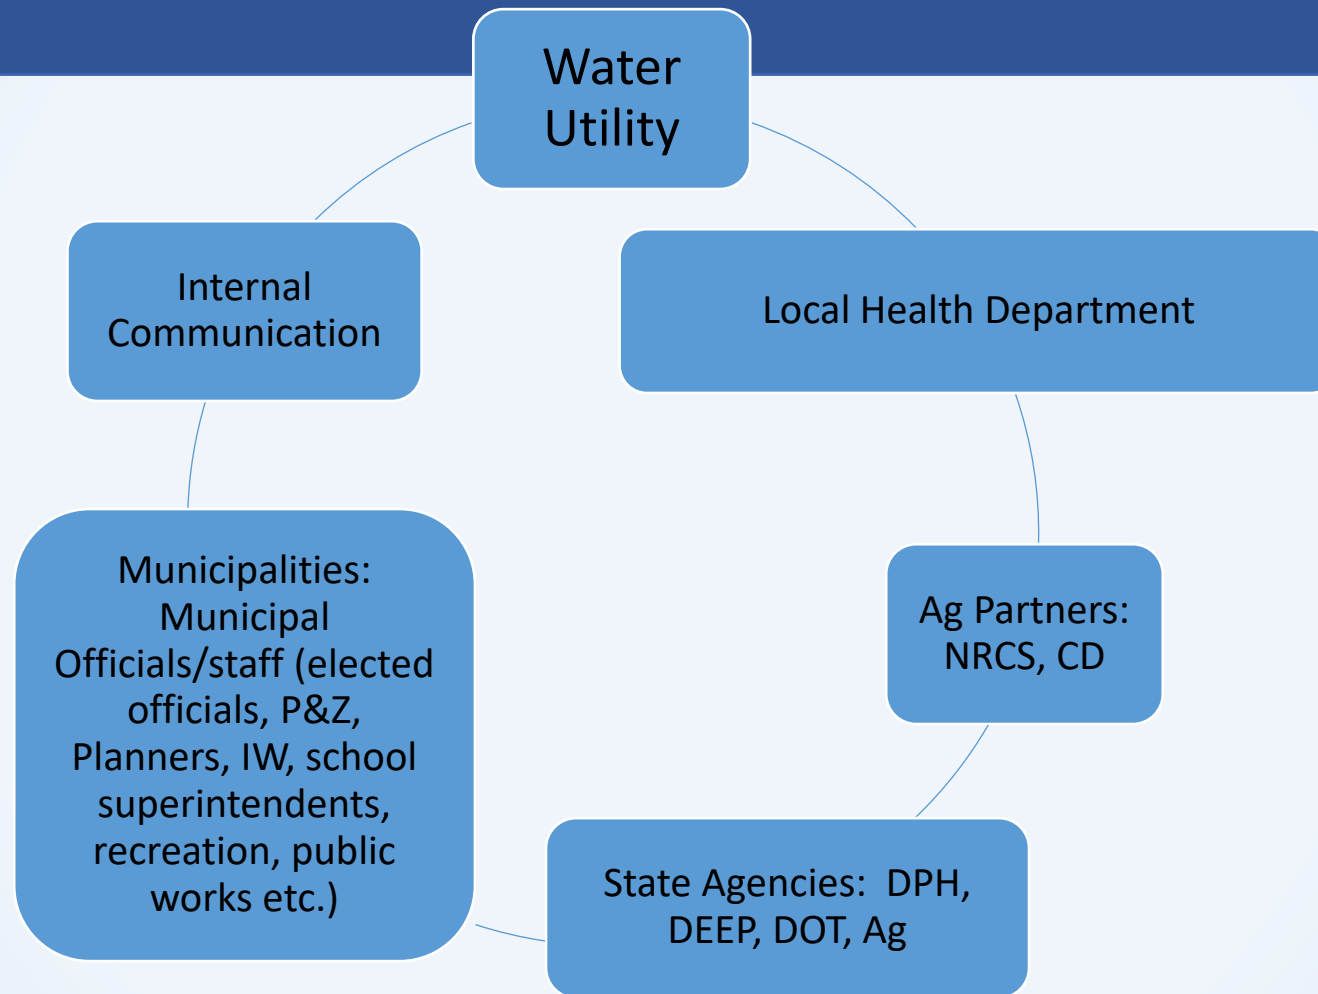 Water
Utility
Internal
Communication
Local Health Department
Municipalities:
Municipal
Officials/staff (elected
officials, P&Z,
Planners, IW, school
superintendents,
recreation, public
works etc.)
Ag Partners:
NRCS, CD
State Agencies:  DPH,
DEEP, DOT, Ag